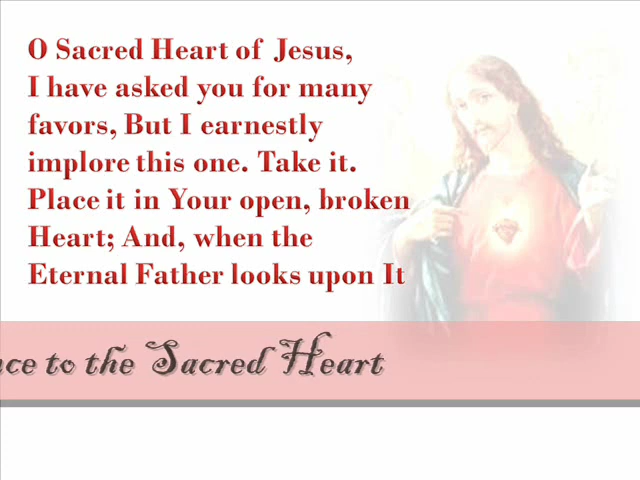 O Sacred Heart of Jesus,
I have asked you for many
favors, But I earnestly
implore this one. Take it.
Place it in Your open, broken
Heart; And, when the
Eternal Father looks upon It
to the Sacred Heart